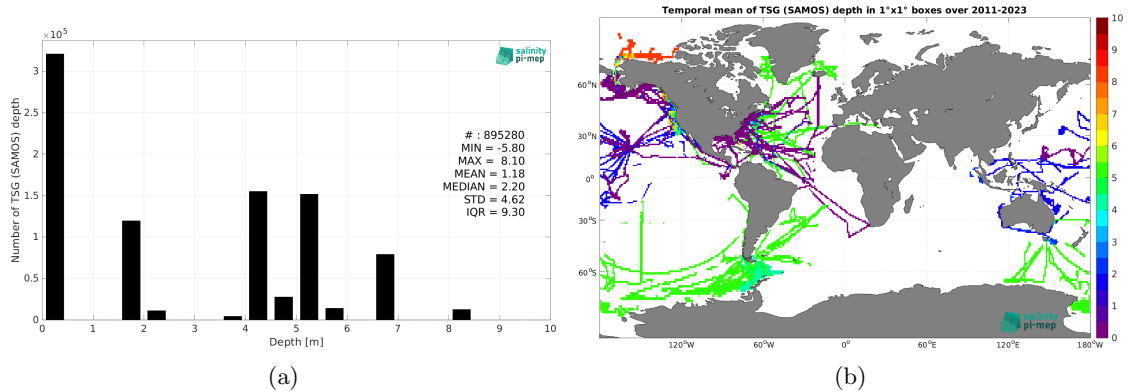 ×10^5
3
2.5
2
1.5
1
0.5
0
Number of TSG (SAMOS) depth
salinity
pi-mep
# : 895280
MIN = -5.80
MAX = 8.10
MEAN = 1.18
MEDIAN = 2.20
STD = 4.62
IQR = 9.30
0 1 2 3 4 5 6 7 8 9 10
Depth [m]
(a)
Temporal mean of TSG (SAMOS) depth in 1°x1° boxes over 2011-2023
60°N
30°N
0°
30°S
60°S
120°W 60°W 0° 60°E 120°E 180°W
salinity
pi-mep
10
9
8
7
6
5
4
3
2
1
0
(b)